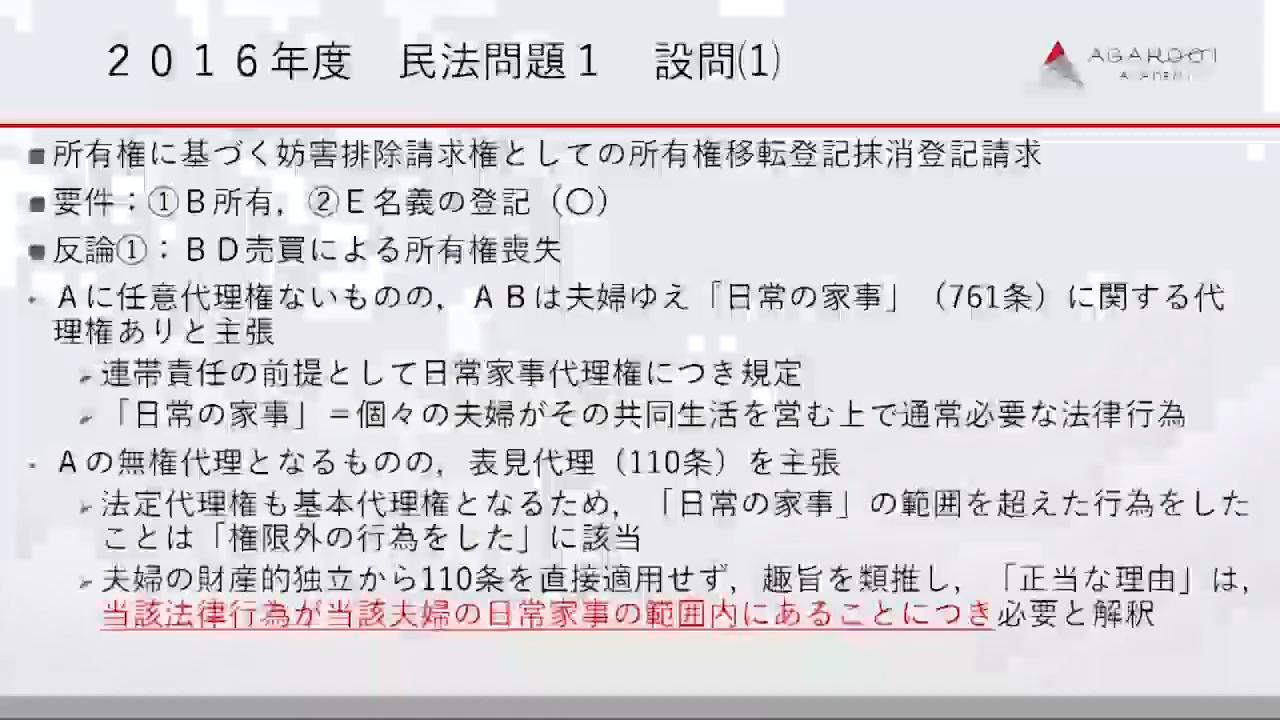 ２０１６年度　民法問題１　設問(1)
AGAROOT
ACADEMY
■所有権に基づく妨害排除請求権としての所有権移転登記抹消登記請求
■要件：①Ｂ所有，②Ｅ名義の登記（〇）
■反論①：ＢＤ売買による所有権喪失
・Ａに任意代理権ないものの，ＡＢは夫婦ゆえ「日常の家事」（761条）に関する代
理権ありと主張
➢連帯責任の前提として日常家事代理権につき規定
➢「日常の家事」＝個々の夫婦がその共同生活を営む上で通常必要な法律行為
・Ａの無権代理となるものの，表見代理（110条）を主張
➢法定代理権も基本代理権となるため，「日常の家事」の範囲を超えた行為をした
ことは「権限外の行為をした」に該当
➢夫婦の財産的独立から110条を直接適用せず，趣旨を類推し，「正当な理由」は，
当該法律行為が当該夫婦の日常家事の範囲内にあることにつき必要と解釈